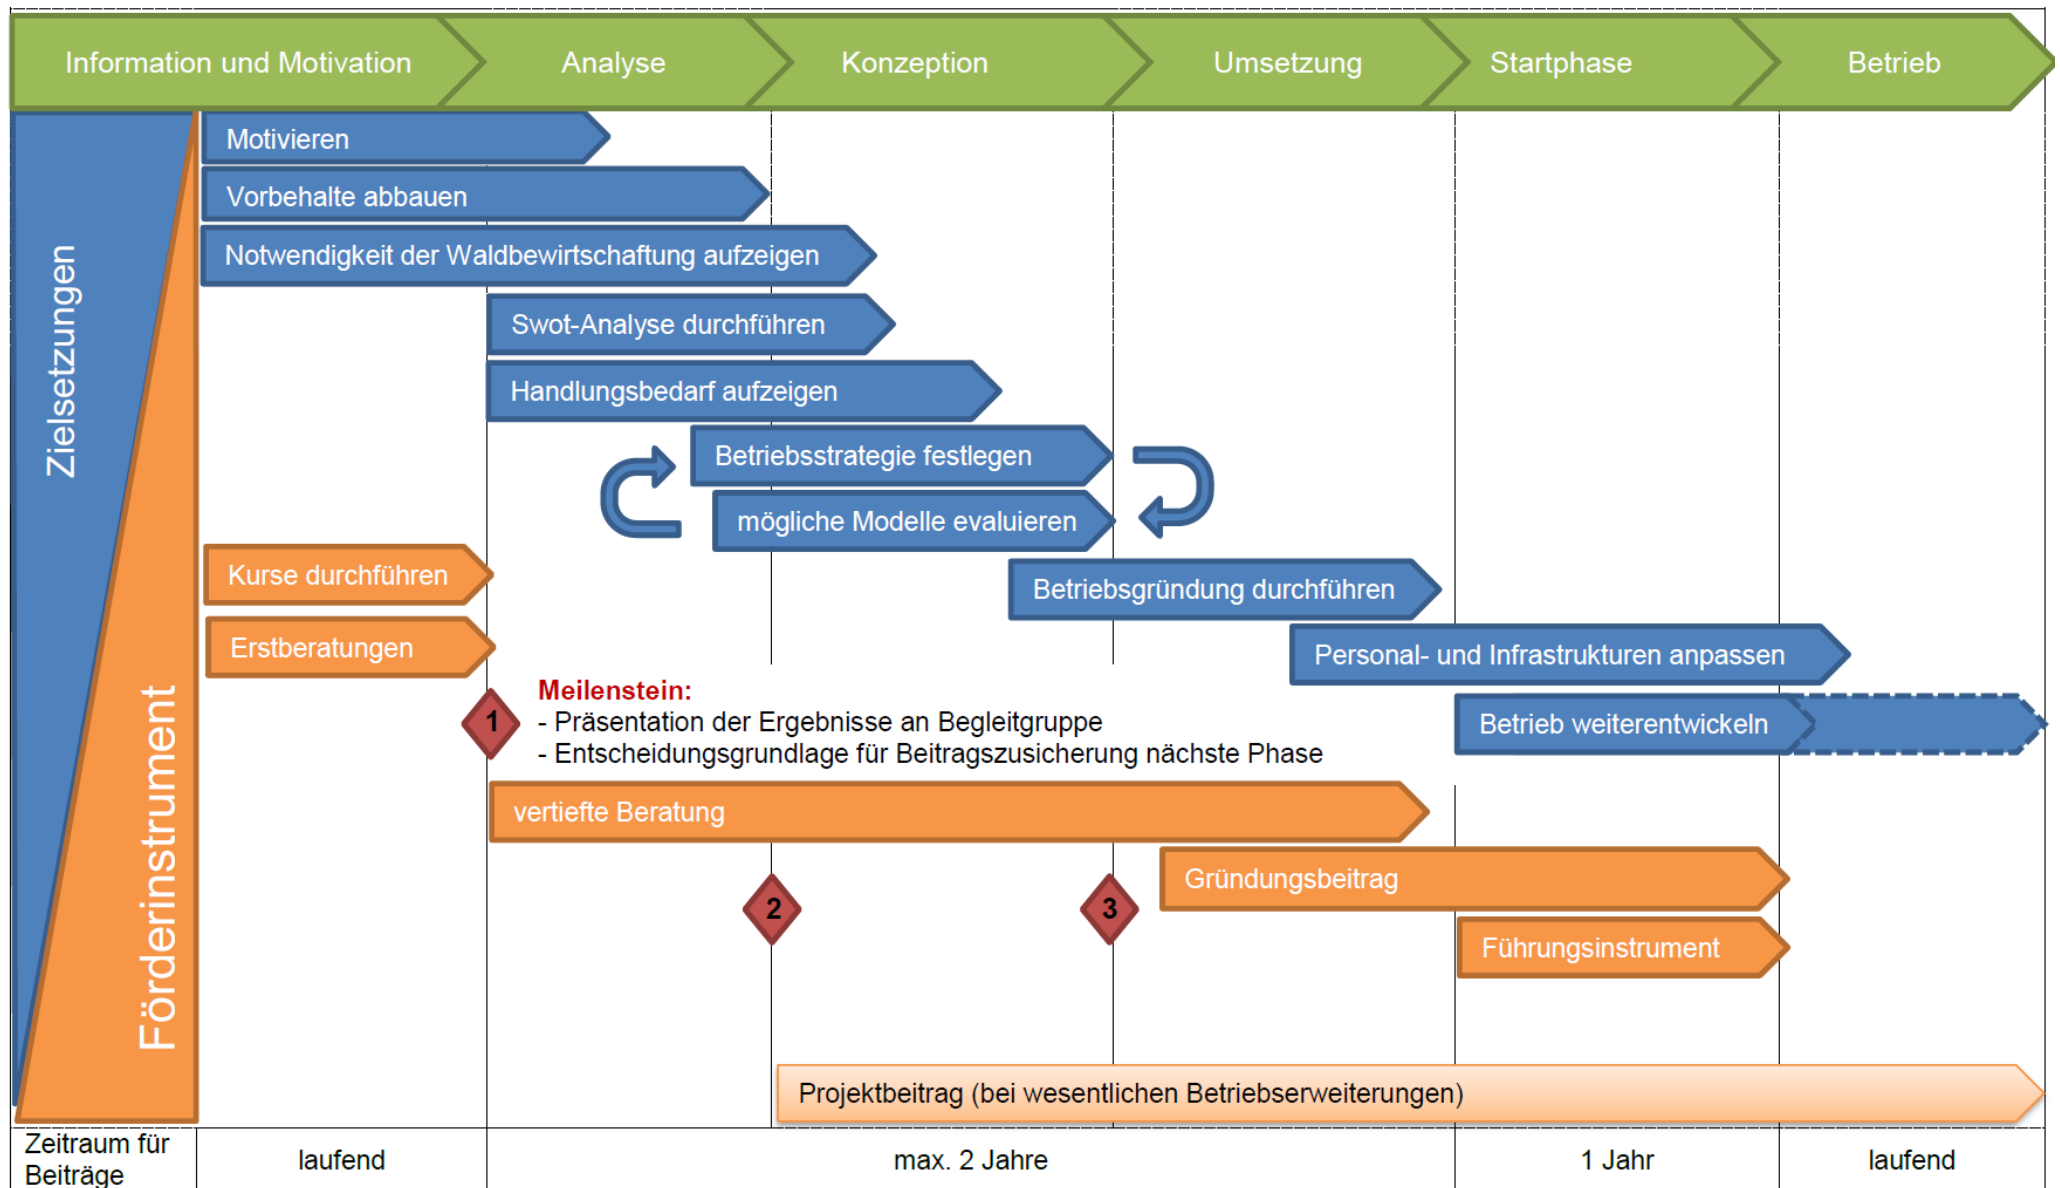 Information und Motivation
Analyse
Konzeption
Umsetzung
Startphase
Betrieb
Zielsetzungen
Förderinstrument
Motivieren
Vorbehalte abbauen
Notwendigkeit der Waldbewirtschaftung aufzeigen
Swot-Analyse durchführen
Handlungsbedarf aufzeigen
Betriebsstrategie festlegen
mögliche Modelle evaluieren
Kurse durchführen
Betriebsgründung durchführen
Erstberatungen
Personal- und Infrastrukturen anpassen
1
Meilenstein:
- Präsentation der Ergebnisse an Begleitgruppe
- Entscheidungsgrundlage für Beitragszusicherung nächste Phase
Betrieb weiterentwickeln
vertiefte Beratung
Gründungsbeitrag
2
3
Führungsinstrument
Projektbeitrag (bei wesentlichen Betriebserweiterungen)
Zeitraum für
Beiträge
laufend
max. 2 Jahre
1 Jahr
laufend